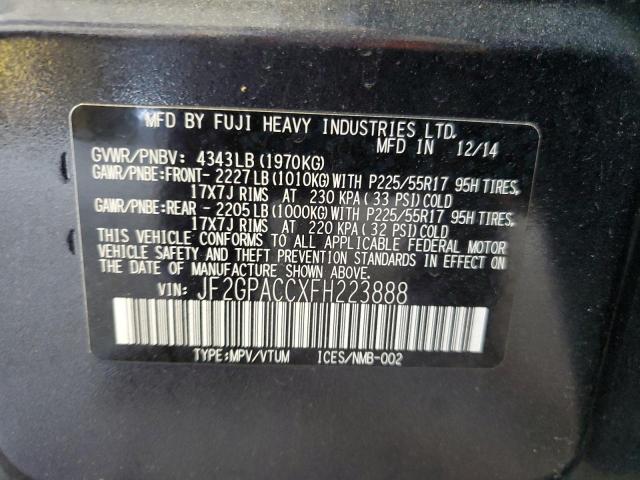 MFD BY FUJI HEAVY INDUSTRIES LTD.
MFD IN 12/14
GVWR/PNBV: 4343LB (1970KG)
GAWR/PNBE:FRONT- 2227LB (1010KG) WITH P225/55R17 95H TIRES,
17X7J RIMS AT 230 KPA (33 PSI) COLD
GAWR/PNBE:REAR - 2205LB (1000KG) WITH P225/55R17 95H TIRES,
17X7J RIMS AT 220 KPA (32 PSI) COLD
THIS VEHICLE CONFORMS TO ALL APPLICABLE FEDERAL MOTOR
VEHICLE SAFETY AND THEFT PREVENTION STANDARDS IN EFFECT ON
THE DATE OF MANUFACTURE SHOWN ABOVE.
VIN: JF2GPACCXFH223888
TYPE:MPV/VTUM ICES/NMB-002